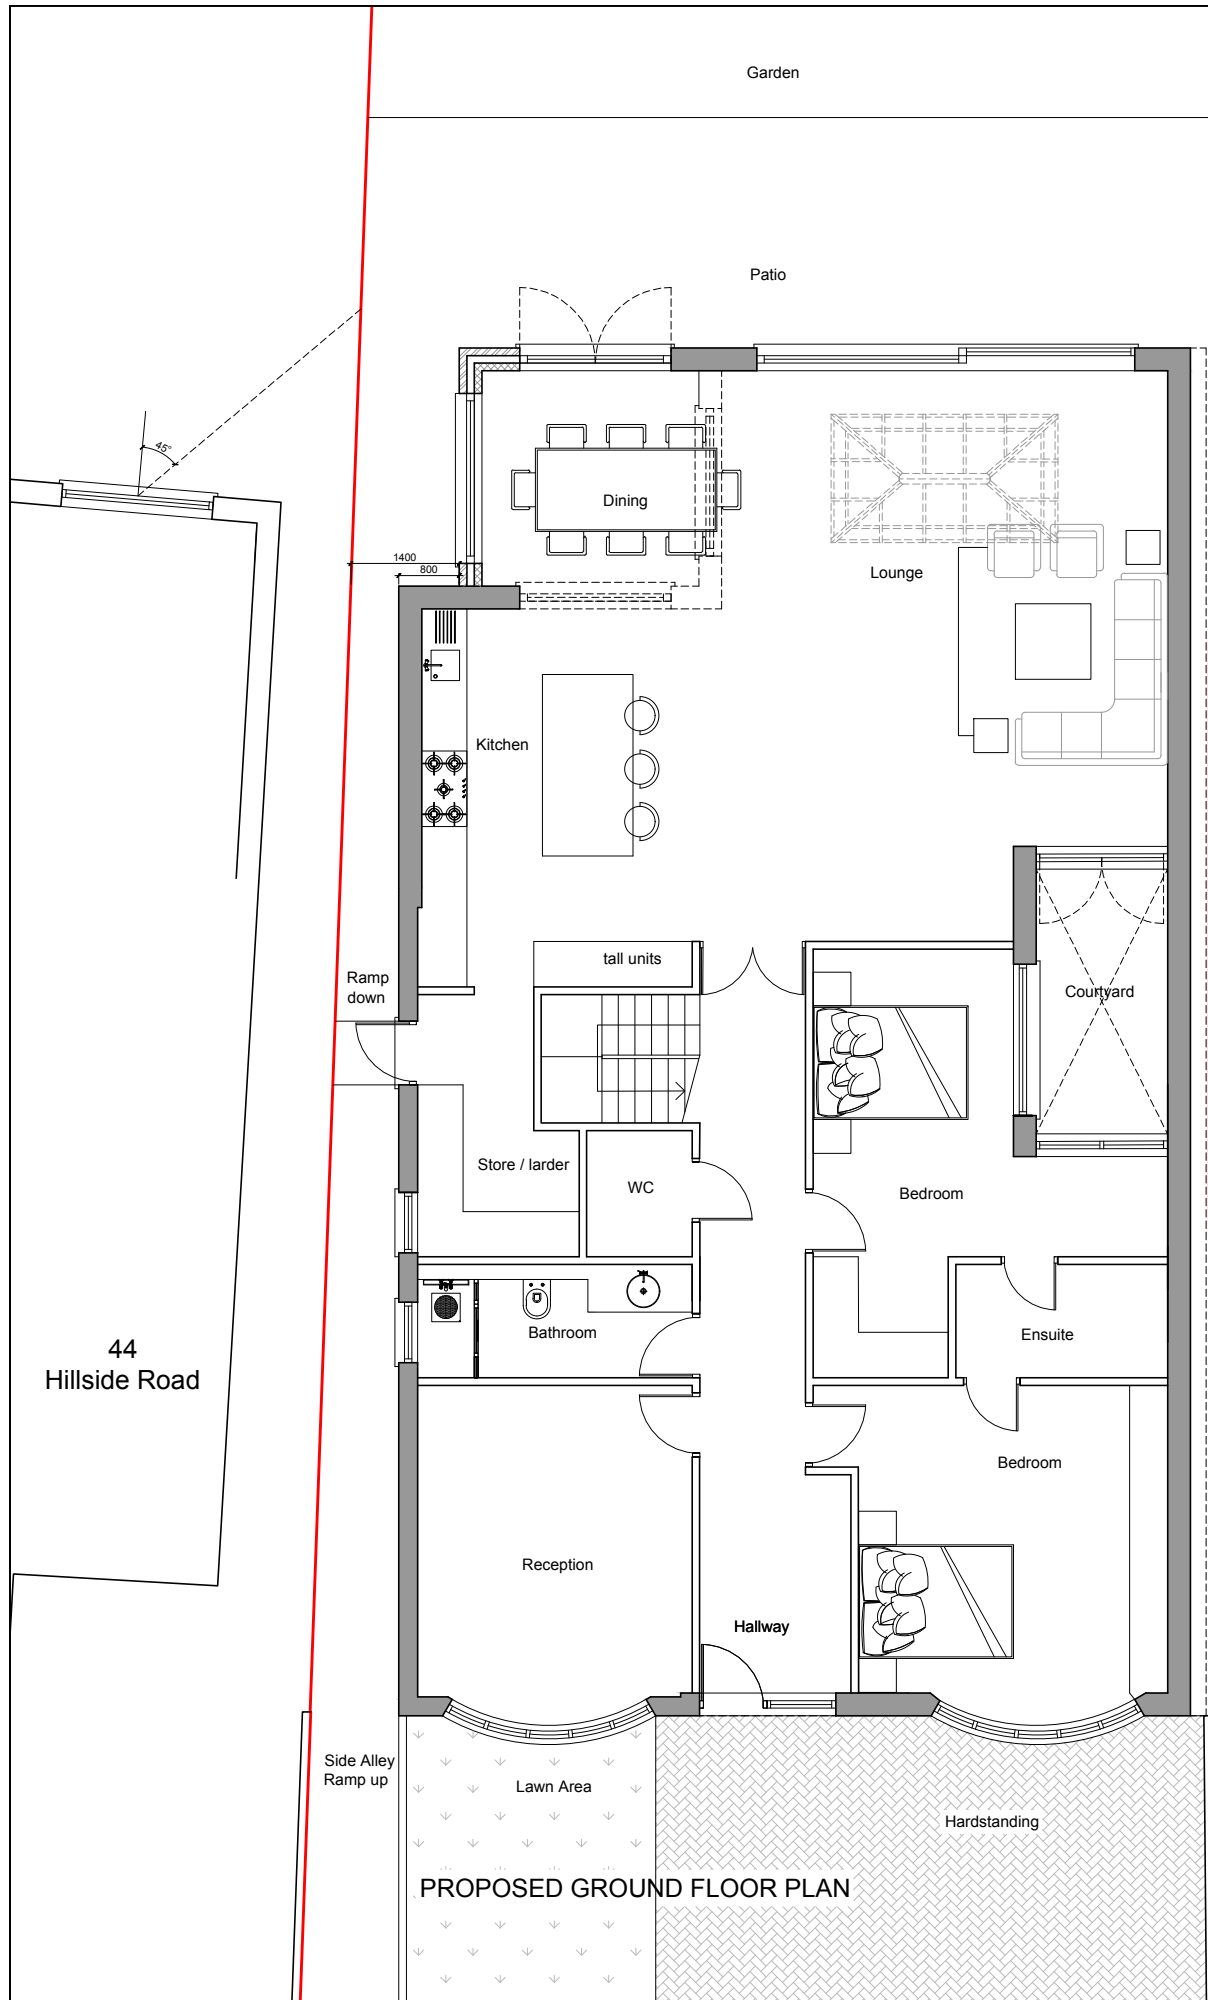 Garden
Patio
45°
Dining
1400
800
Lounge
Kitchen
tall units
Ramp
down
Courtyard
Store / larder
WC
Bedroom
Bathroom
Ensuite
44
Hillside Road
Bedroom
Reception
Hallway
Side Alley
Ramp up
Lawn Area
Hardstanding
PROPOSED GROUND FLOOR PLAN